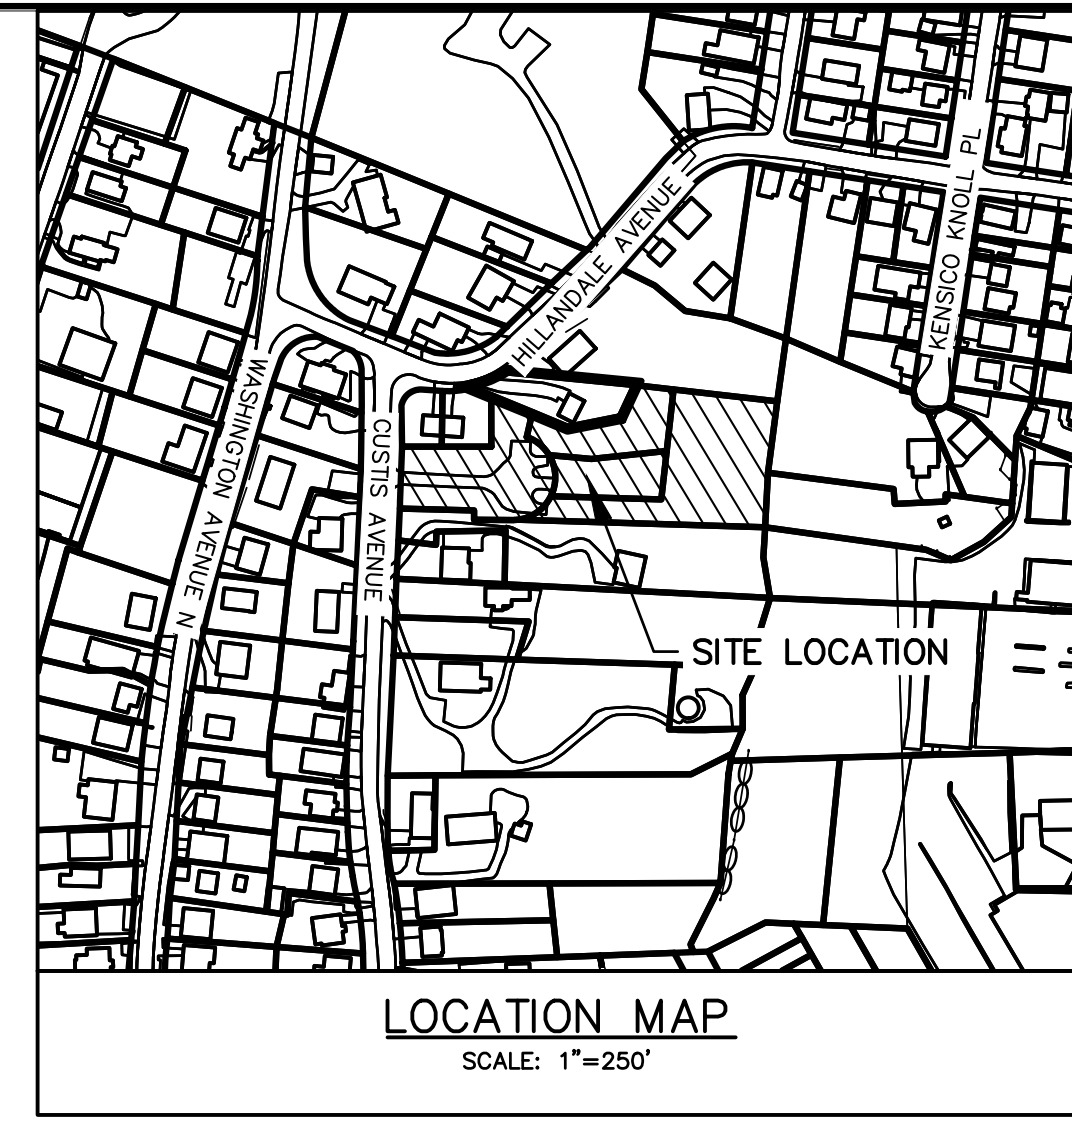 KENSICO KNOLL PL
HILLANDALE AVENUE
WASHINGTON AVENUE N
CUSTIS AVENUE
SITE LOCATION
LOCATION MAP
SCALE: 1"=250'